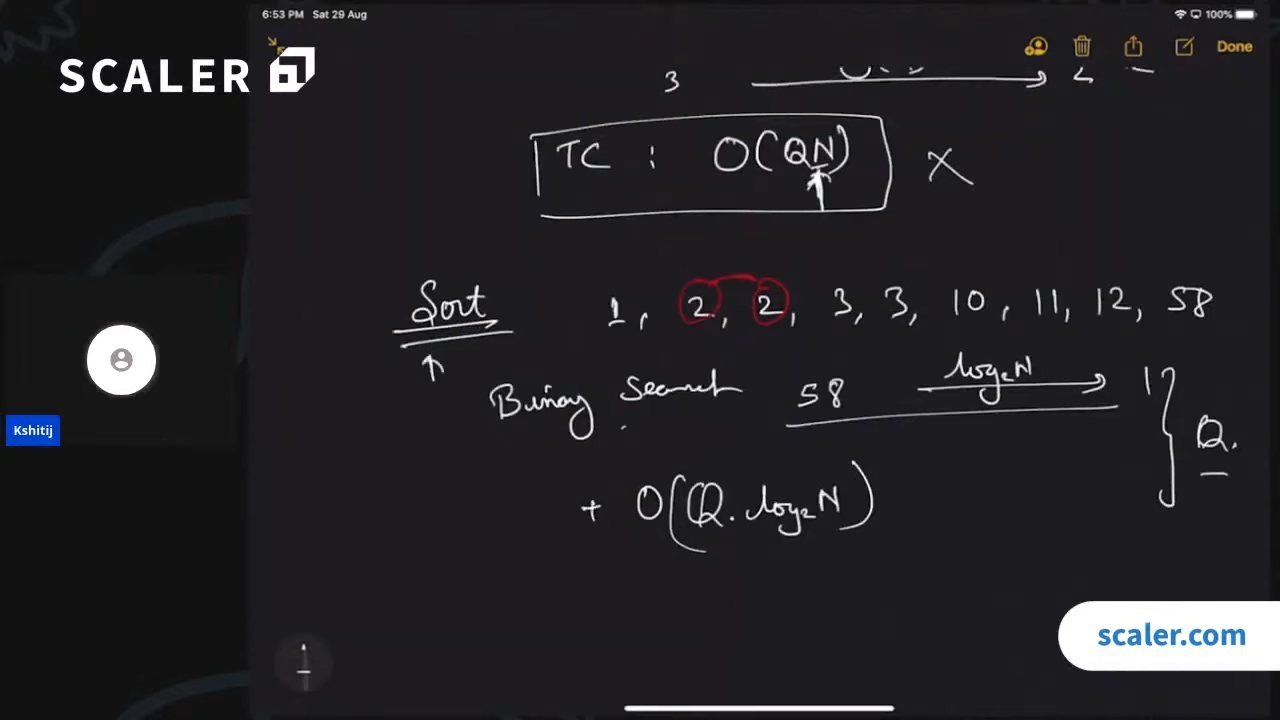 6:53 PM Sat 29 Aug 100%
SCALER
Done
3 2
TC : O(QN) X
Sort 1, 2, 2, 3, 3, 10, 11, 12, 58
Binary search 58 log₂N 1 } Q.
Kshitij
+ O(Q. log₂N)
scaler.com